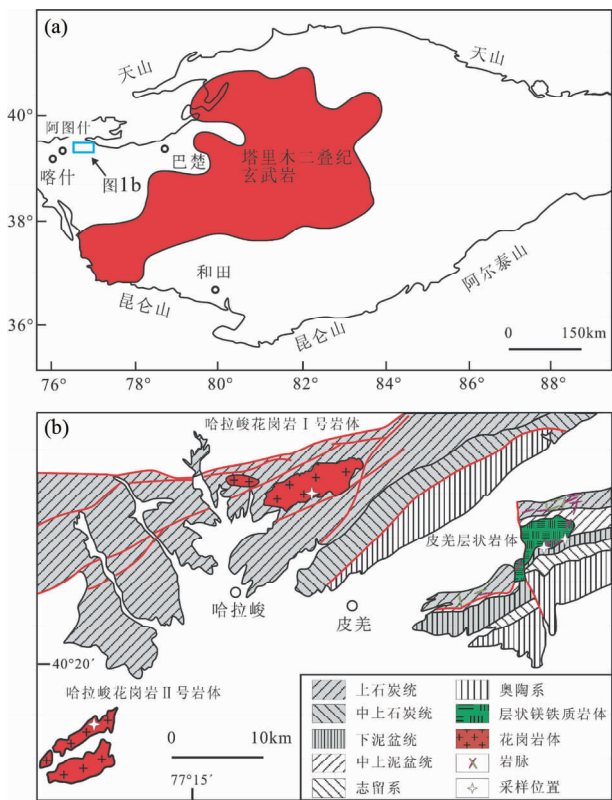 (a)
天山
天山
40°
阿图什
喀什
图1b
巴楚
塔里木二叠纪
玄武岩
38°
和田
昆仑山
昆仑山
阿尔泰山
36°
0 150km
76° 78° 80° 82° 84° 86° 88°
(b)
哈拉峻花岗岩Ⅰ号岩体
皮羌层状岩体
哈拉峻
皮羌
40°20′
哈拉峻花岗岩Ⅱ号岩体
0 10km
77°15′
上石炭统
中上石炭统
下泥盆统
中上泥盆统
志留系
奥陶系
层状镁铁质岩体
花岗岩体
岩脉
采样位置